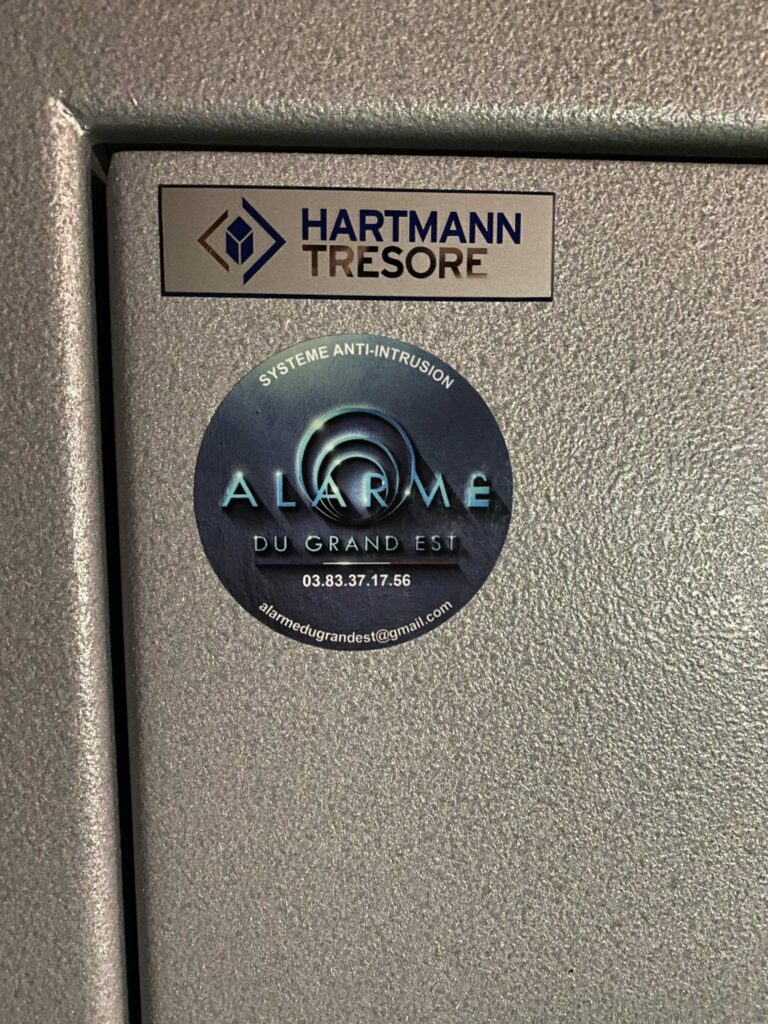 HARTMANN
TRESORE
SYSTEME ANTI-INTRUSION
ALARME
DU GRAND EST
03.83.37.17.56
alarmedugrandest@gmail.com